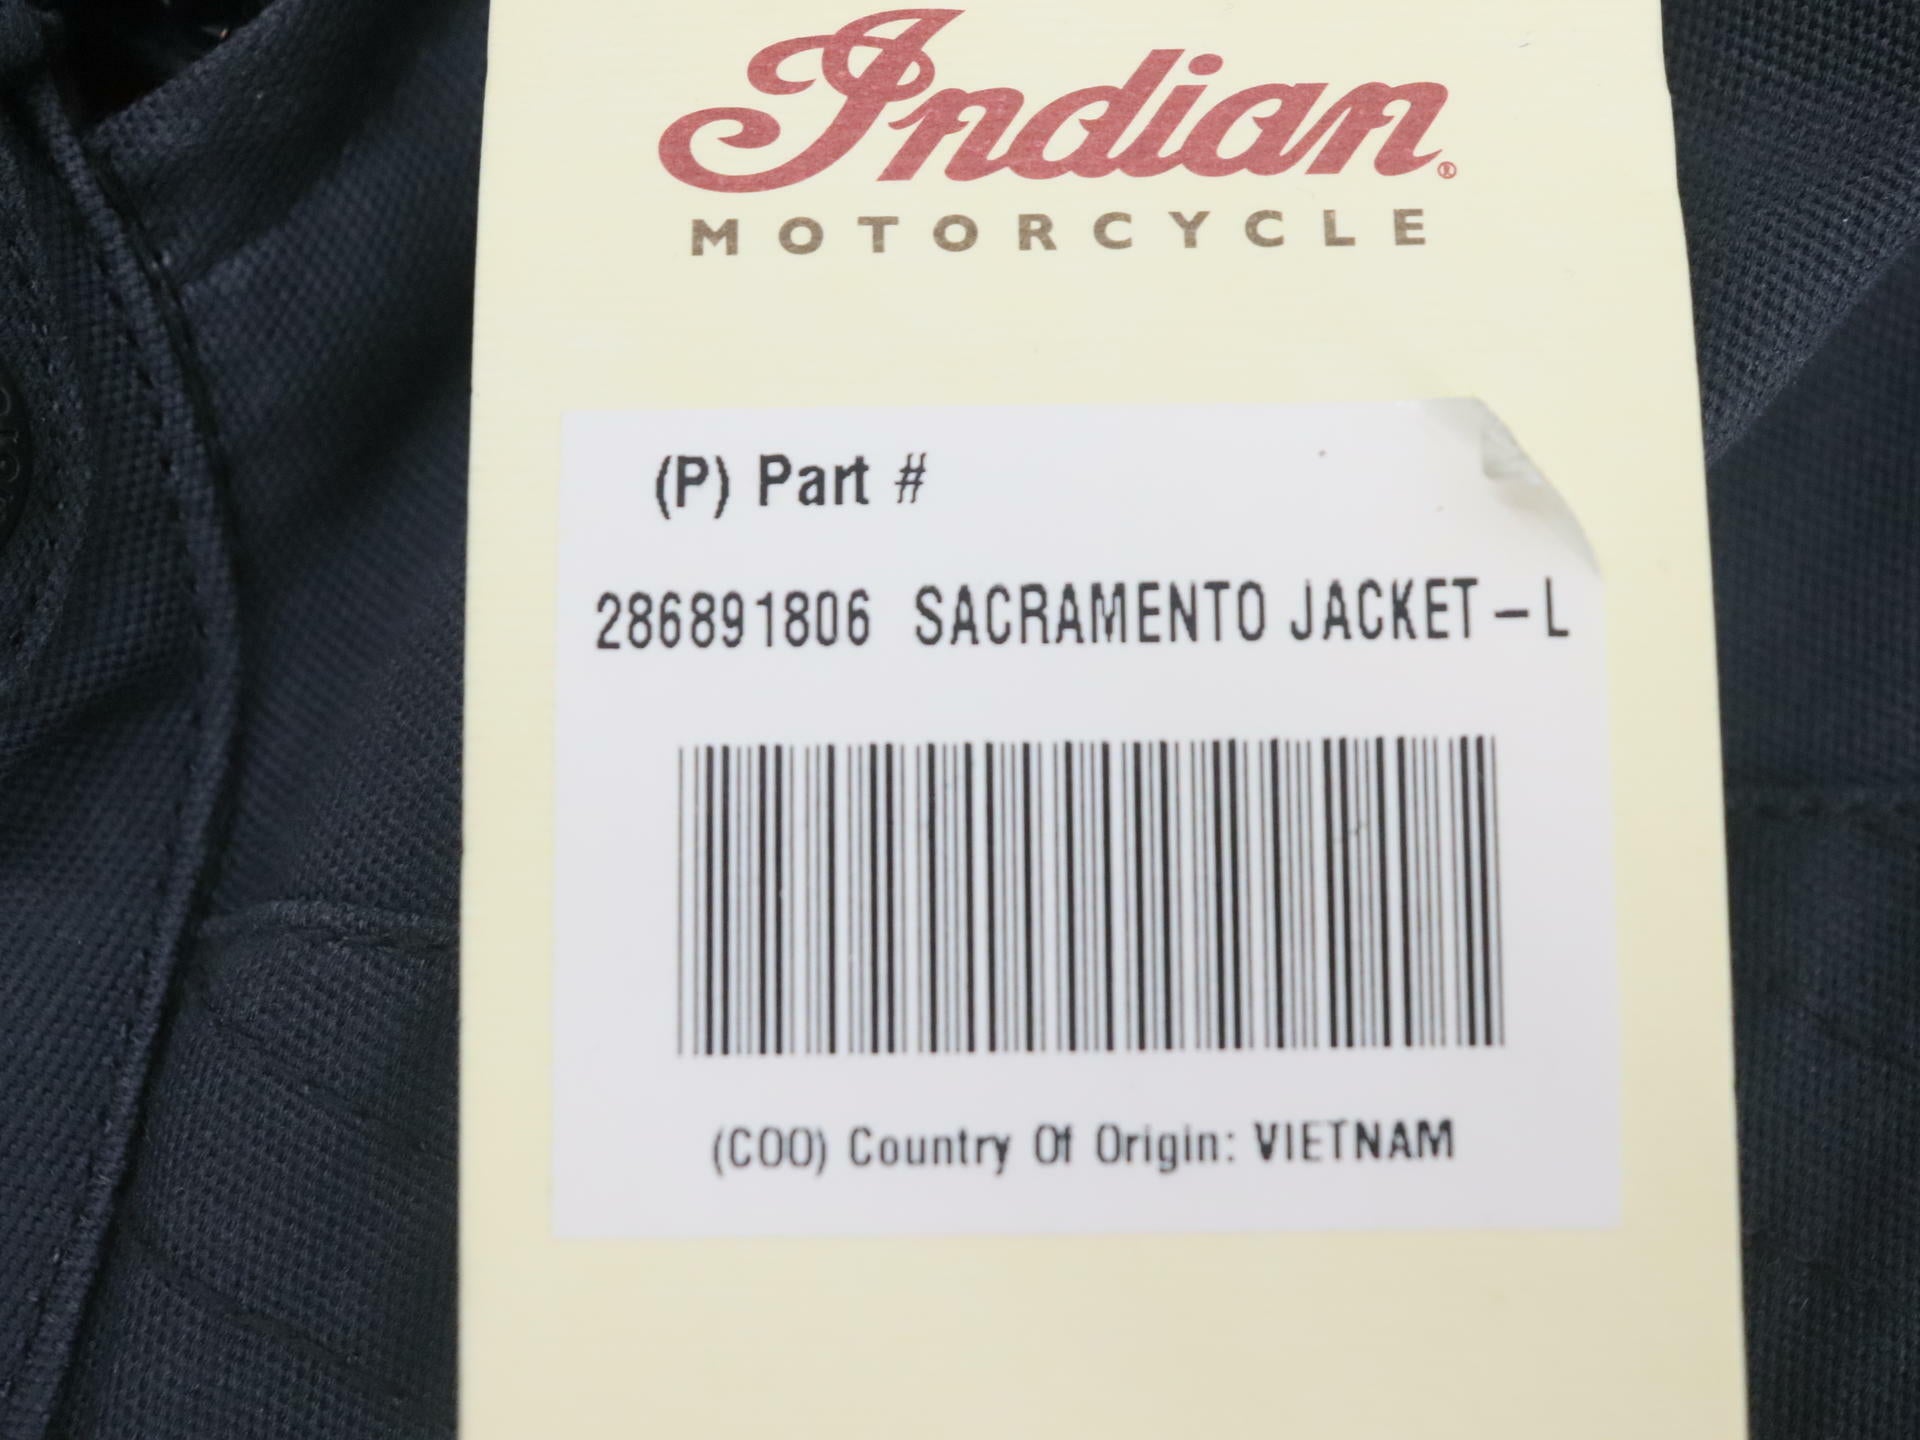 Indian®
MOTORCYCLE
(P) Part #
286891806 SACRAMENTO JACKET - L
(COO) Country Of Origin: VIETNAM